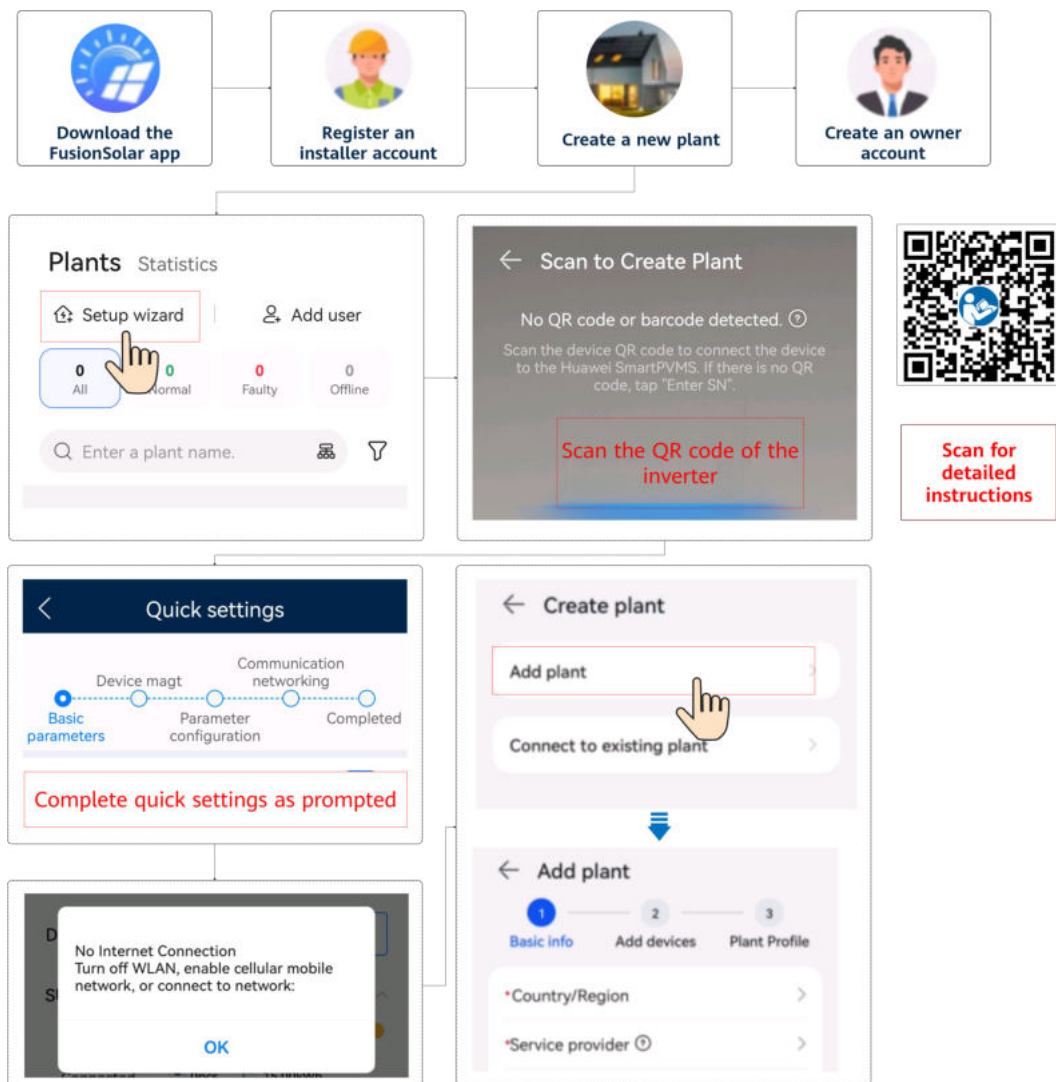 Download the
FusionSolar app
Register an
installer account
Create a new plant
Create an owner
account
Plants Statistics
Setup wizard
Add user
0
All
0
Normal
0
Faulty
0
Offline
Enter a plant name.
Scan to Create Plant
No QR code or barcode detected.
Scan the device QR code to connect the device
to the Huawei SmartPVMS. If there is no QR
code, tap "Enter SN".
Scan the QR code of the
inverter
Scan for
detailed
instructions
Quick settings
Basic
parameters
Device magt
Parameter
configuration
Communication
networking
Completed
Complete quick settings as prompted
No Internet Connection
Turn off WLAN, enable cellular mobile
network, or connect to network:
OK
Create plant
Add plant
Connect to existing plant
Add plant
1
Basic info
2
Add devices
3
Plant Profile
*Country/Region
*Service provider